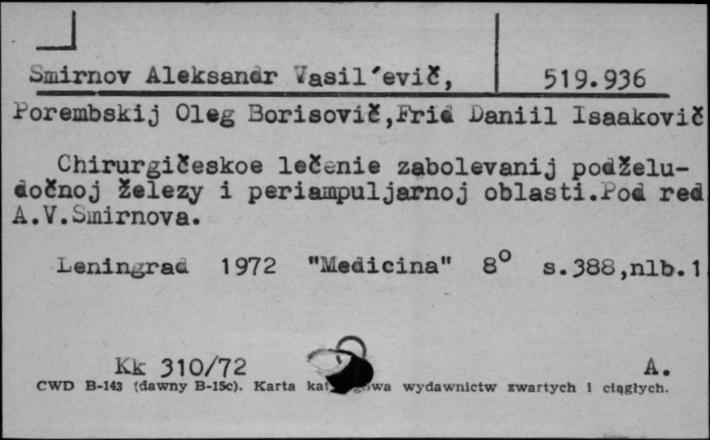 Smirnov Aleksandr Vasil´evič, 519.936
Porembskij Oleg Borisovič,Frid Daniil Isaakovič
Chirurgičeskoe lečenie zabolevanij podželu-
dočnoj železy i periampuljarnoj oblasti.Pod red
A.V.Smirnova.
Leningrad 1972 "Medicina" 8° s.388,nlb.1
Kk 310/72 A.
CWD B-143 (dawny B-15c). Karta wydawnictw zwartych i ciągłych.